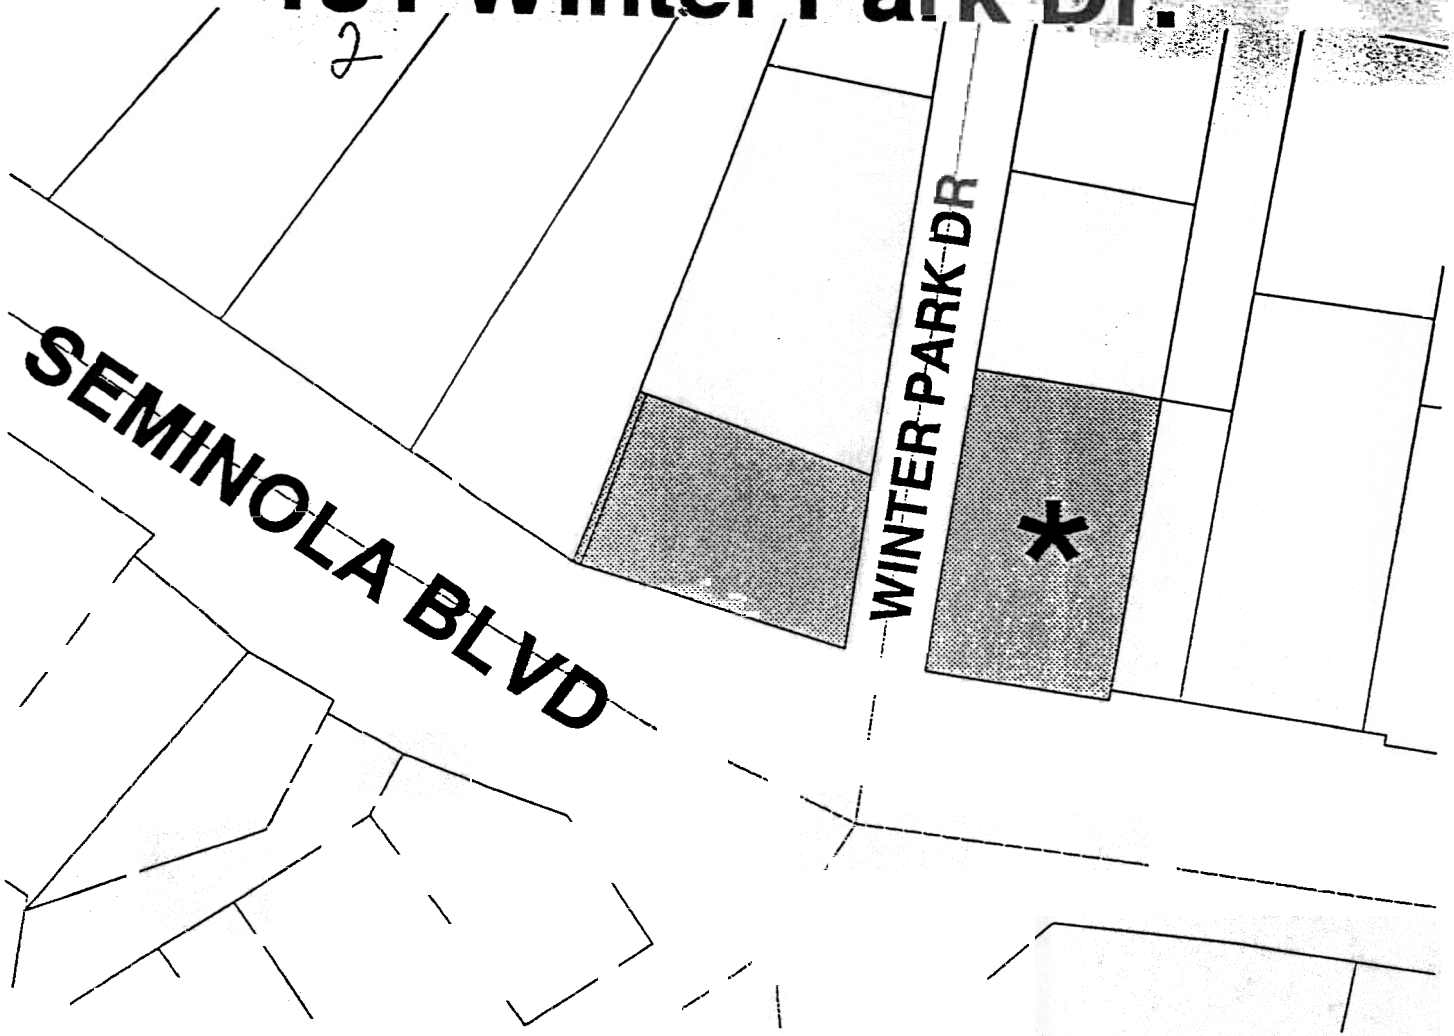 Winter Park Dr.
2
WINTER PARK DR
SEMINOLA BLVD
*